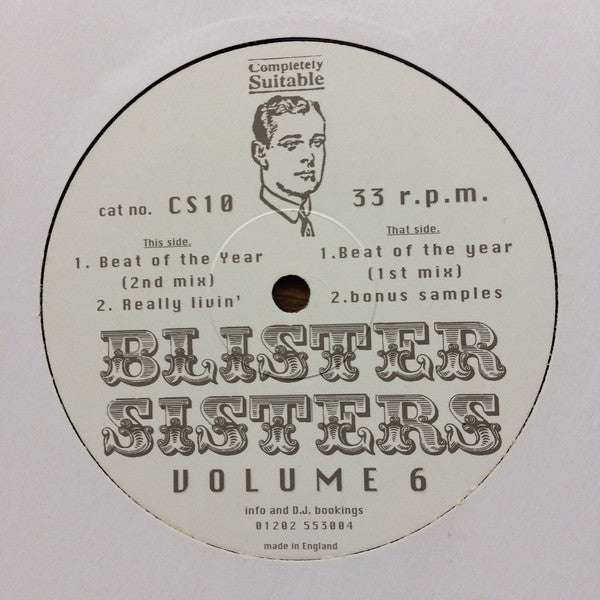 Completely
Suitable
cat no. CS10
33 r.p.m.
This side.
1. Beat of the Year
(2nd mix)
2. Really livin'
That side.
1.Beat of the year
(1st mix)
2.bonus samples
BLISTER
SISTERS
VOLUME 6
info and D.J. bookings
01202 553004
made in England